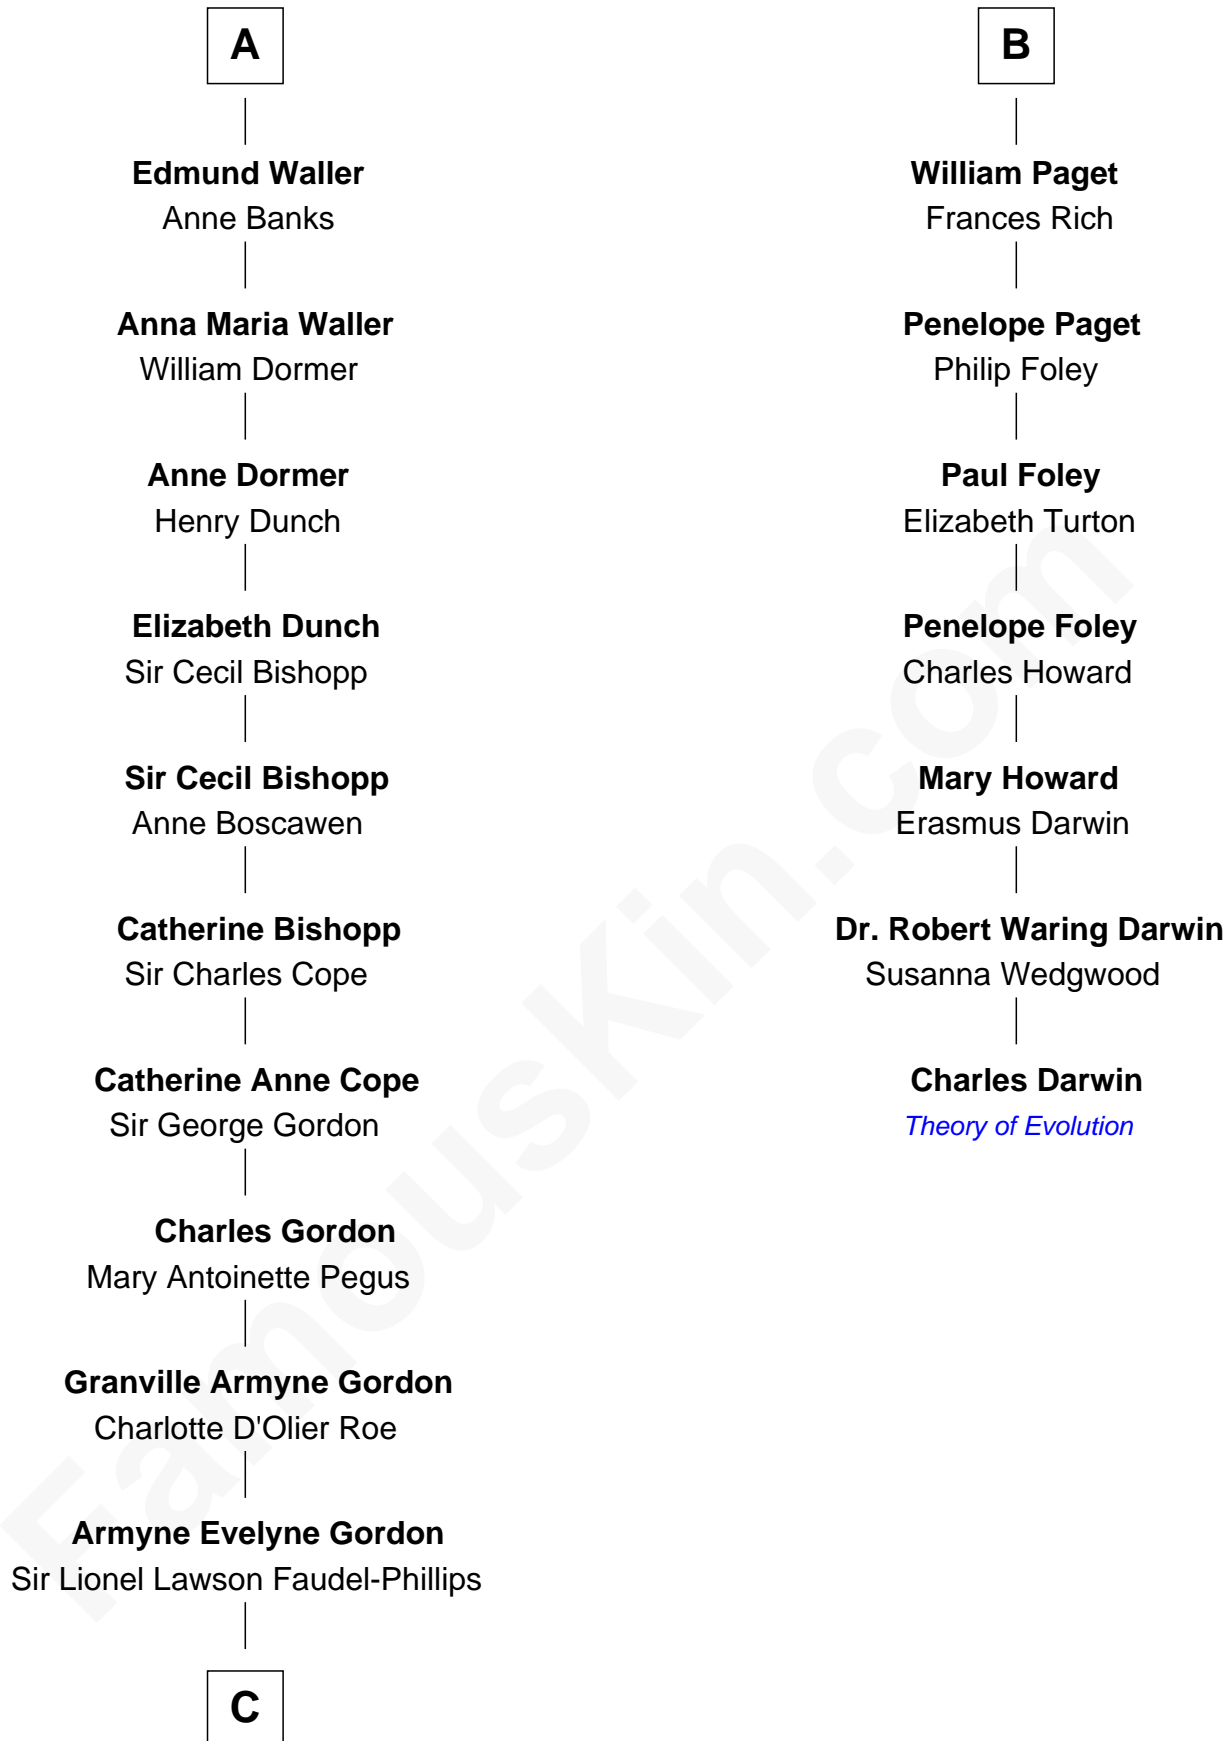 A
Edmund Waller
Anne Banks
Anna Maria Waller
William Dormer
Anne Dormer
Henry Dunch
Elizabeth Dunch
Sir Cecil Bishopp
Sir Cecil Bishopp
Anne Boscawen
Catherine Bishopp
Sir Charles Cope
Catherine Anne Cope
Sir George Gordon
Charles Gordon
Mary Antoinette Pegus
Granville Armyne Gordon
Charlotte D'Olier Roe
Armyne Evelyne Gordon
Sir Lionel Lawson Faudel-Phillips
C
B
William Paget
Frances Rich
Penelope Paget
Philip Foley
Paul Foley
Elizabeth Turton
Penelope Foley
Charles Howard
Mary Howard
Erasmus Darwin
Dr. Robert Waring Darwin
Susanna Wedgwood
Charles Darwin
Theory of Evolution
FamousKin.com